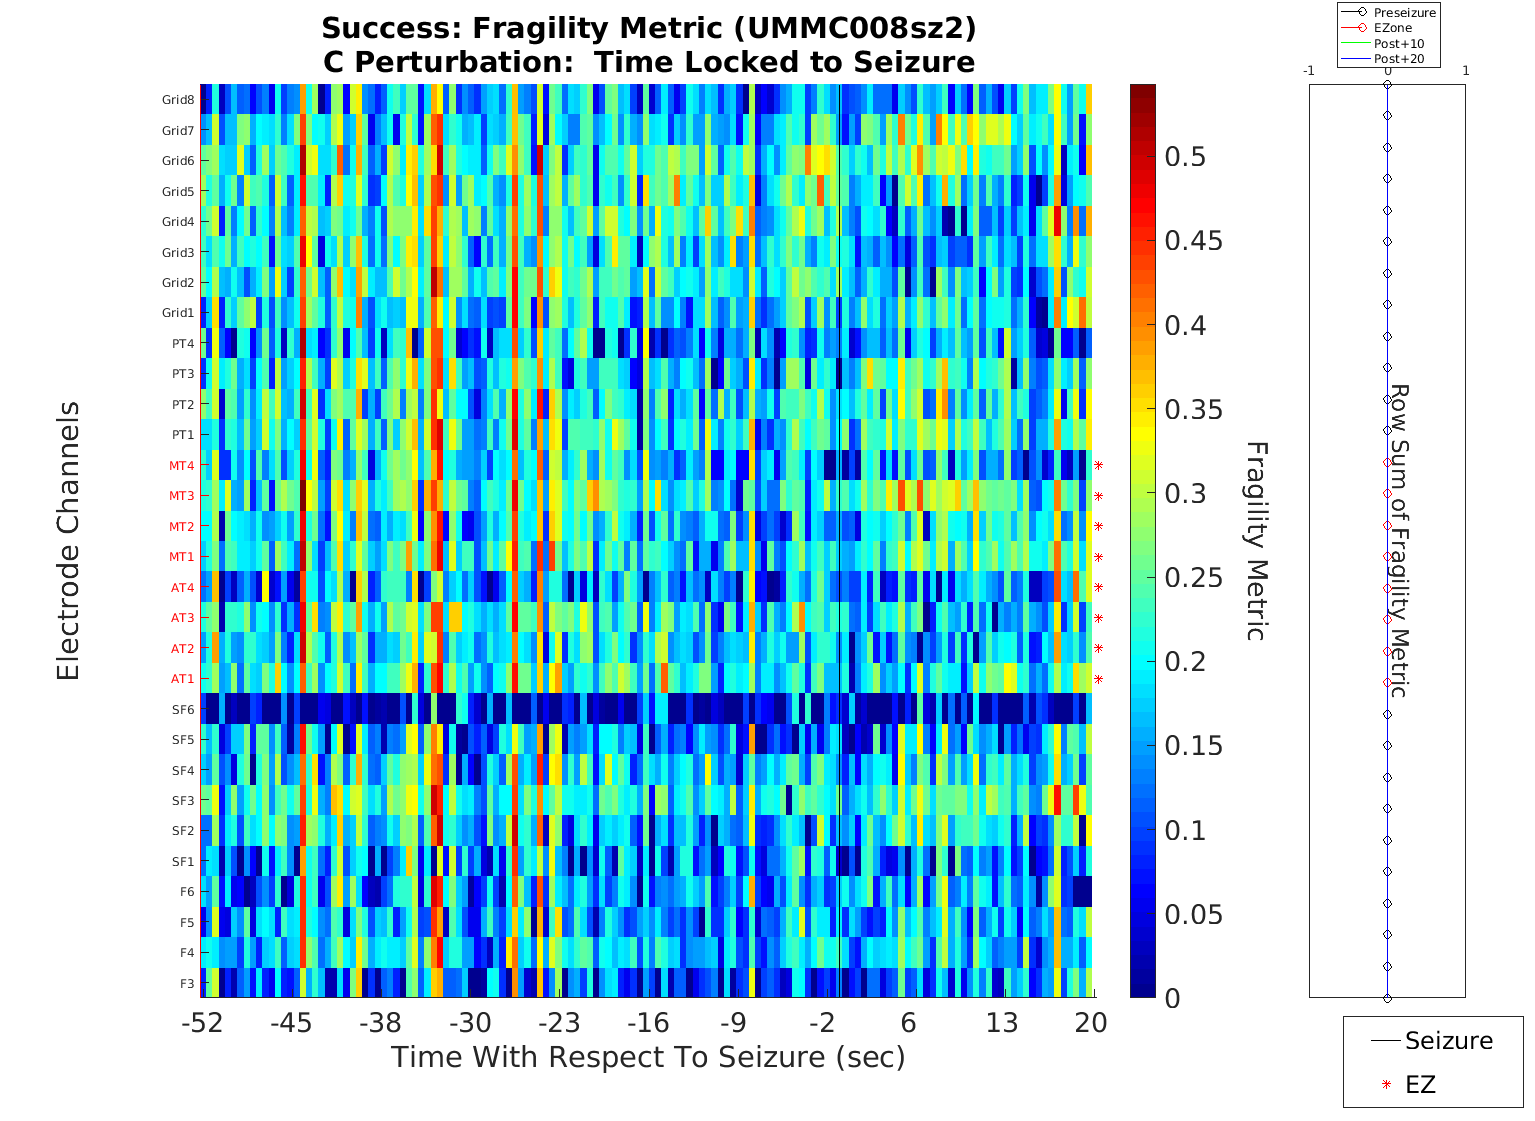 Success: Fragility Metric (UMMC008sz2)
C Perturbation:  Time Locked to Seizure
Electrode Channels
Grid8
Grid7
Grid6
Grid5
Grid4
Grid3
Grid2
Grid1
PT4
PT3
PT2
PT1
MT4
MT3
MT2
MT1
AT4
AT3
AT2
AT1
SF6
SF5
SF4
SF3
SF2
SF1
F6
F5
F4
F3
-52 -45 -38 -30 -23 -16 -9 -2 6 13 20
Time With Respect To Seizure (sec)
0.5
0.45
0.4
0.35
0.3
0.25
0.2
0.15
0.1
0.05
0
Fragility Metric
Preseizure
EZone
Post+10
Post+20
-1 0 1
Row Sum of Fragility Metric
Seizure
EZ